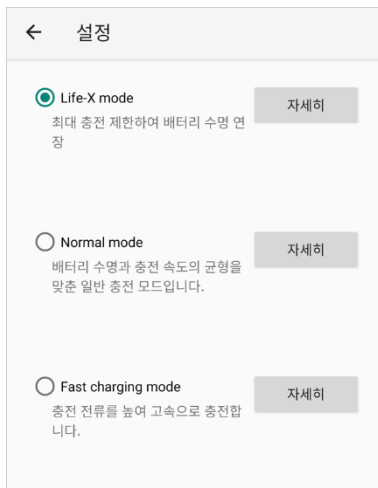 설정
Life-X mode
자세히
최대 충전 제한하여 배터리 수명 연
장
Normal mode
자세히
배터리 수명과 충전 속도의 균형을
맞춘 일반 충전 모드입니다.
Fast charging mode
자세히
충전 전류를 높여 고속으로 충전합
니다.